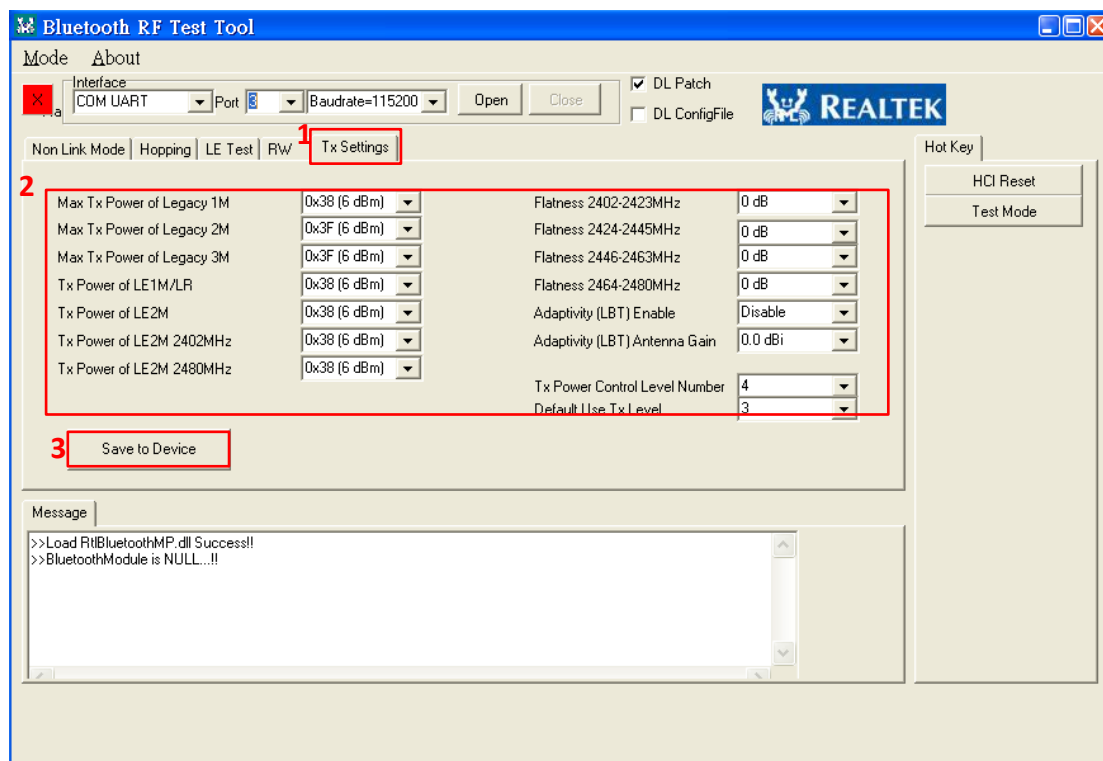 Bluetooth RF Test Tool
Mode About
Interface
COM UART Port 3 Baudrate=115200 Open Close
DL Patch
DL ConfigFile
REALTEK
X
1
Non Link Mode Hopping LE Test RW Tx Settings
Hot Key
HCI Reset
Test Mode
2
Max Tx Power of Legacy 1M 0x38 (6 dBm)
Max Tx Power of Legacy 2M 0x3F (6 dBm)
Max Tx Power of Legacy 3M 0x3F (6 dBm)
Tx Power of LE1M/LR 0x38 (6 dBm)
Tx Power of LE2M 0x38 (6 dBm)
Tx Power of LE2M 2402MHz 0x38 (6 dBm)
Tx Power of LE2M 2480MHz 0x38 (6 dBm)
Flatness 2402-2423MHz 0 dB
Flatness 2424-2445MHz 0 dB
Flatness 2446-2463MHz 0 dB
Flatness 2464-2480MHz 0 dB
Adaptivity (LBT) Enable Disable
Adaptivity (LBT) Antenna Gain 0.0 dBi
Tx Power Control Level Number 4
Default Use Tx Level 3
3 Save to Device
Message
>>Load RtlBluetoothMP.dll Success!!
>>BluetoothModule is NULL...!!